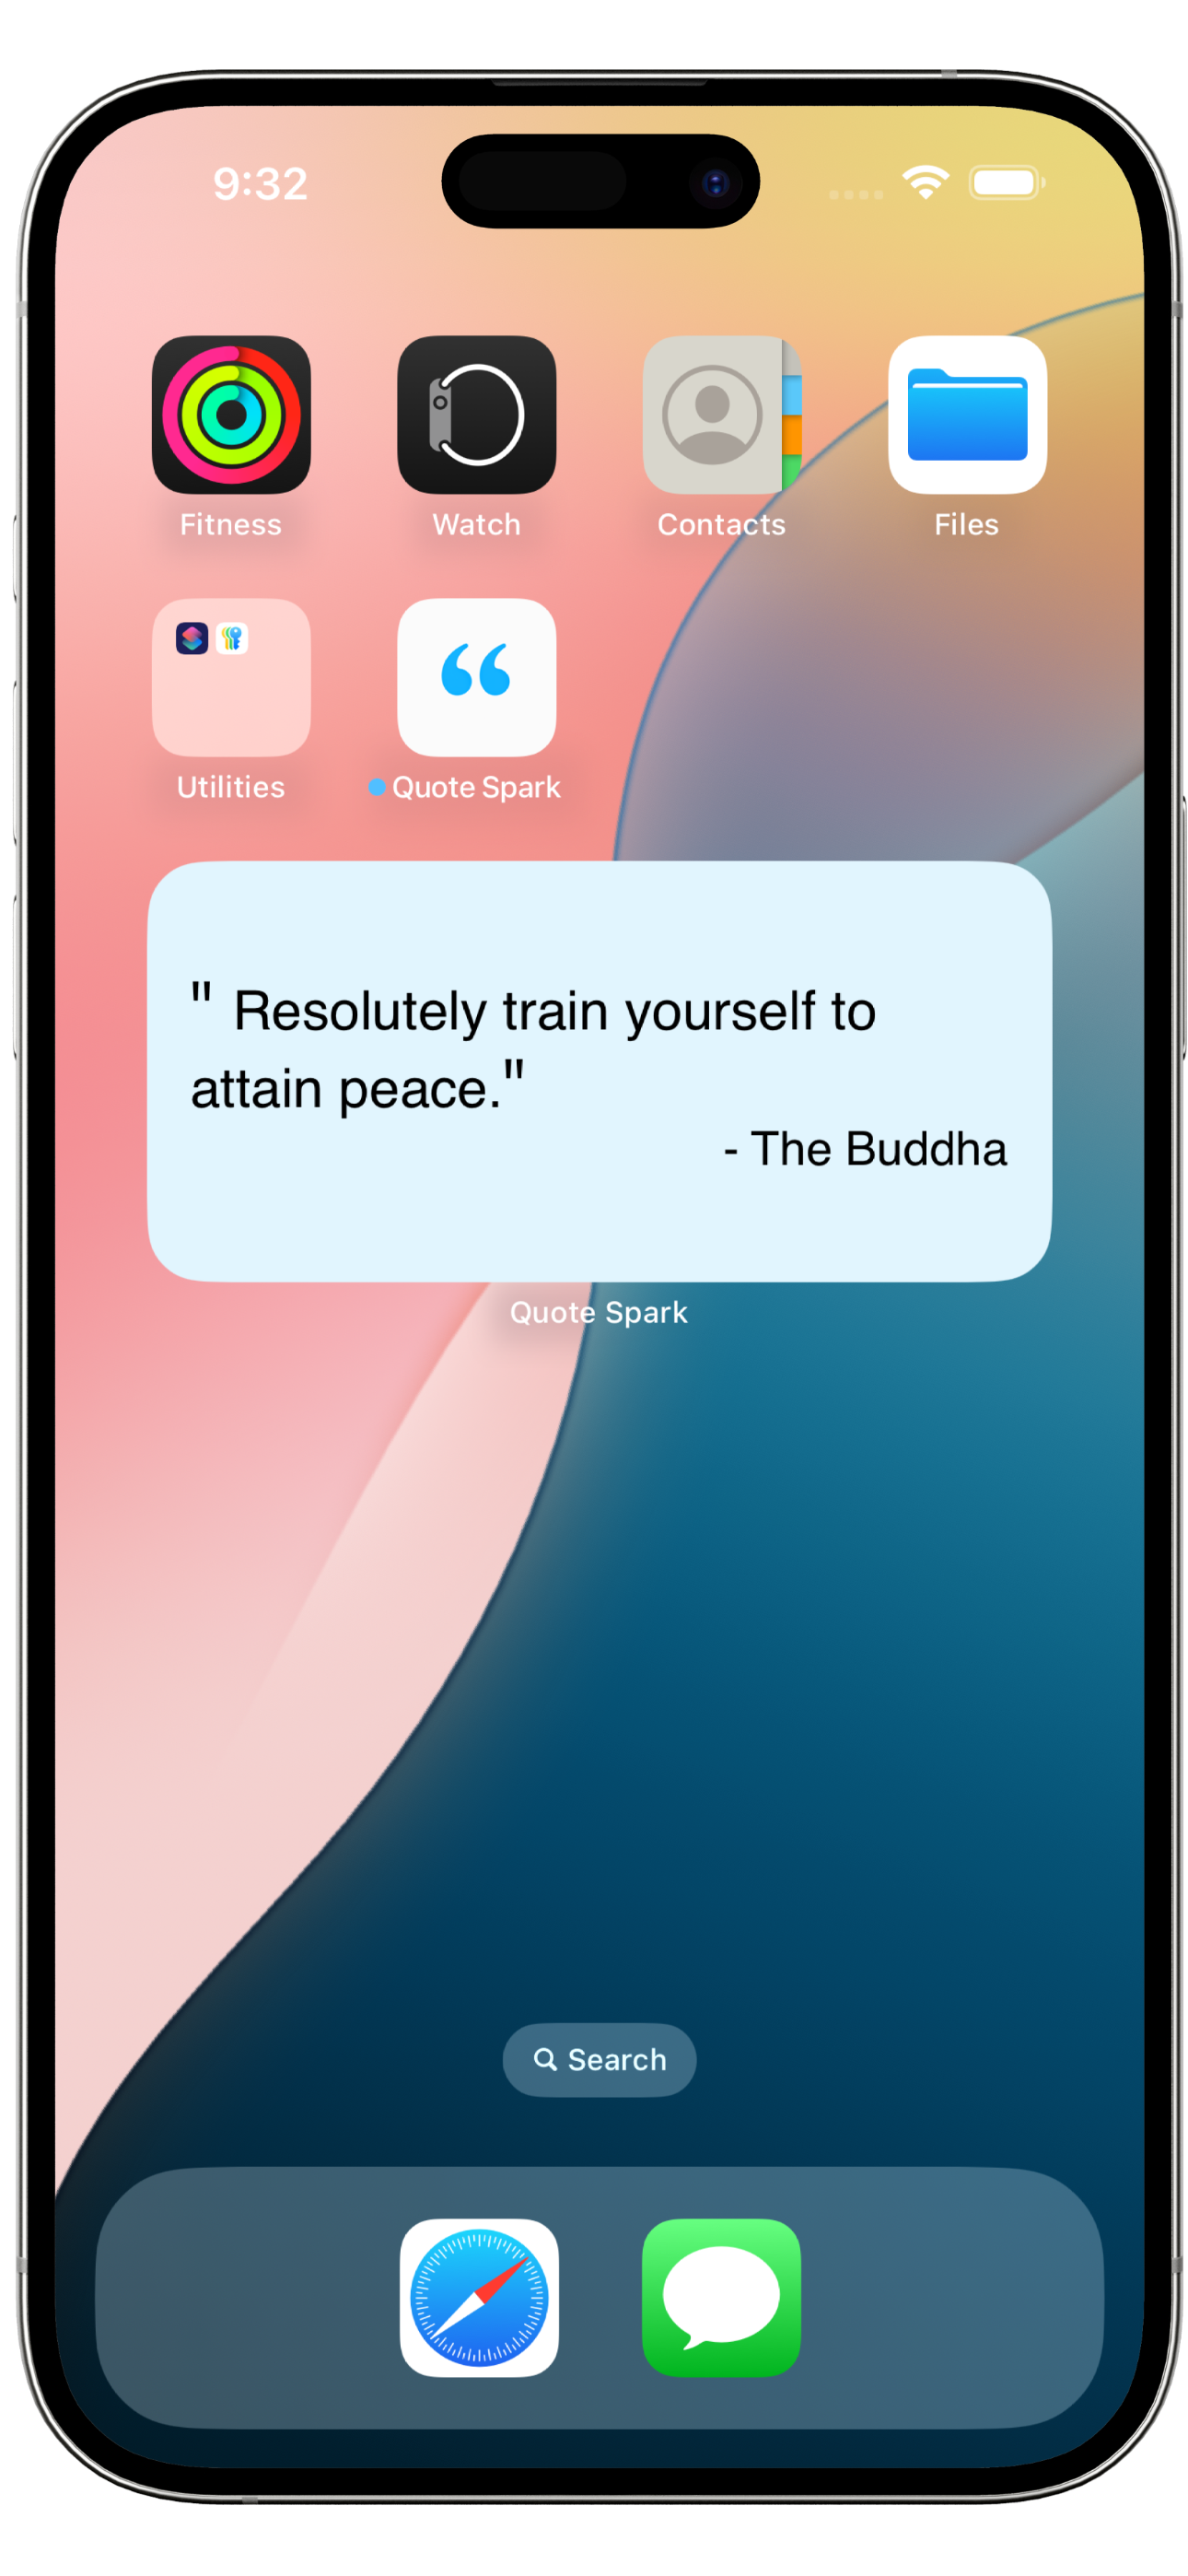 9:32
Fitness Watch Contacts Files
Utilities Quote Spark
" Resolutely train yourself to
attain peace."
- The Buddha
Quote Spark
Search